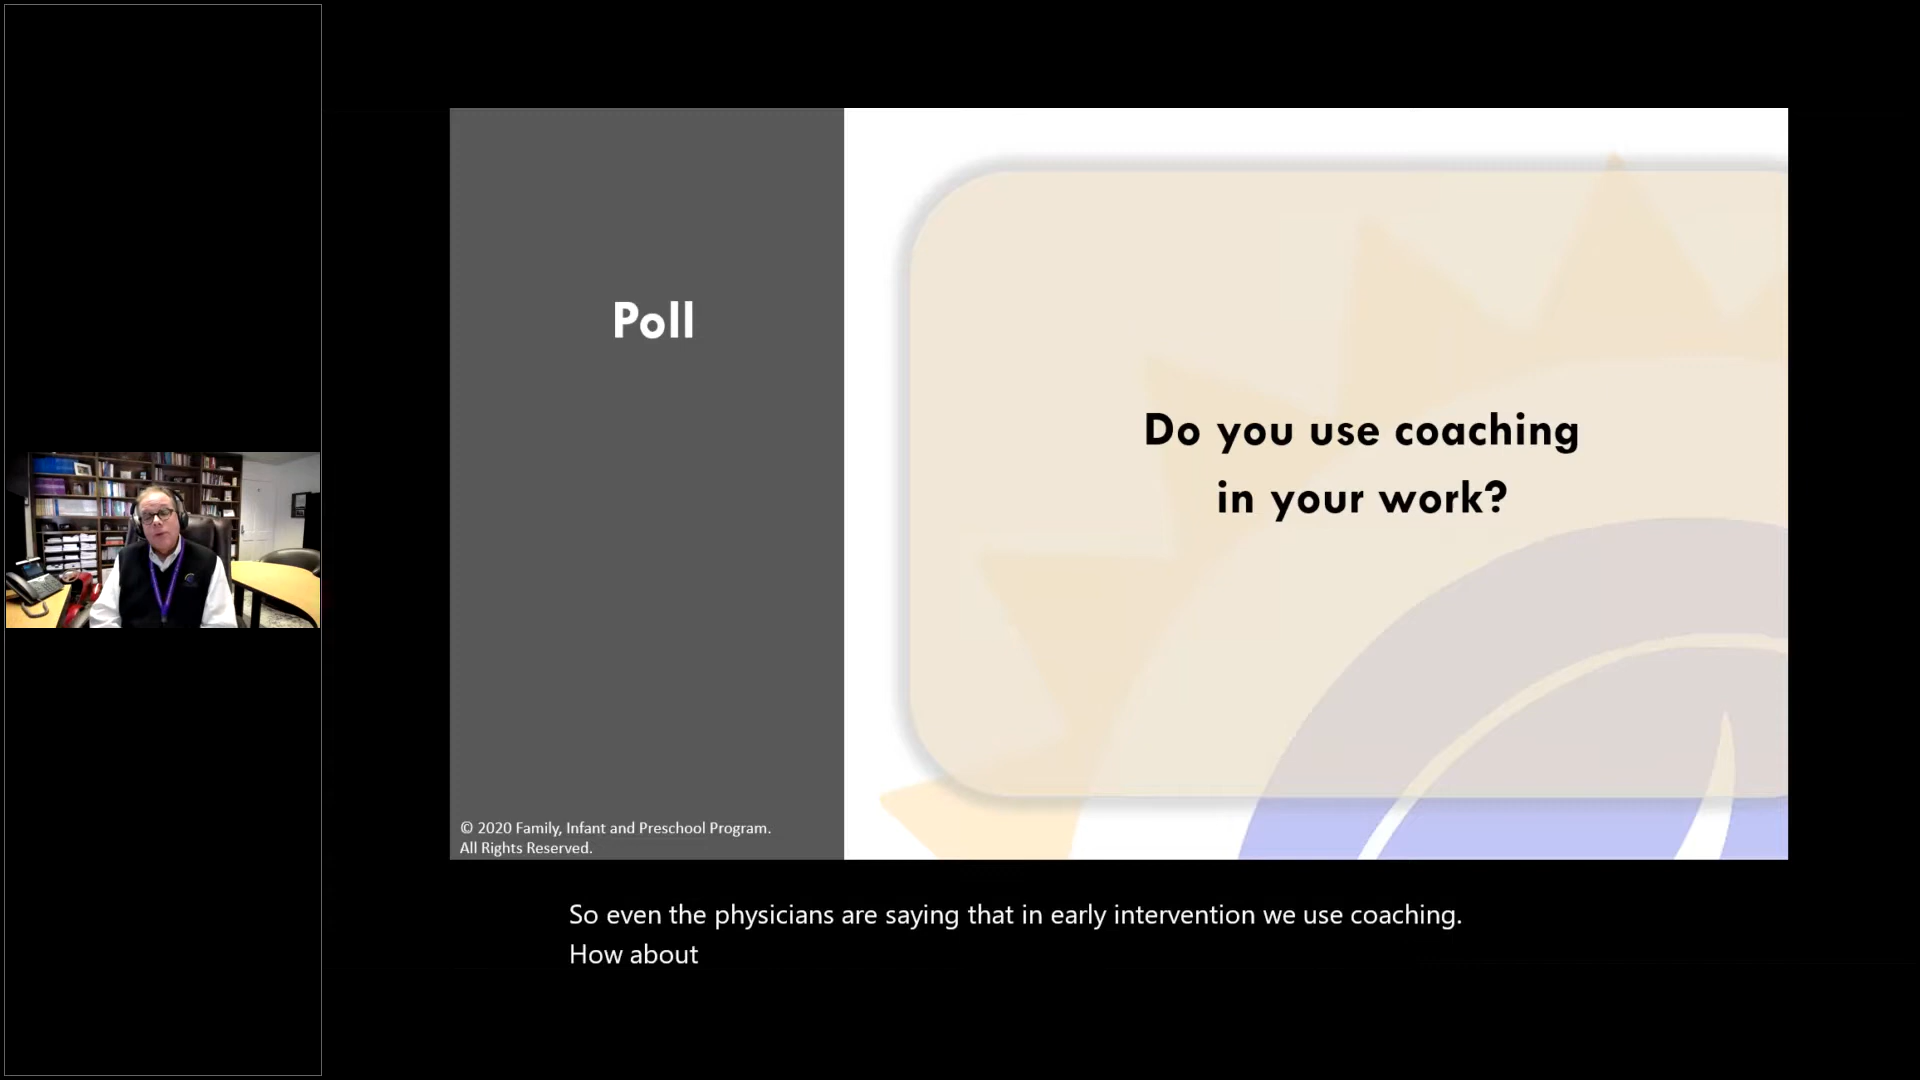 Poll
Do you use coaching
in your work?
© 2020 Family, Infant and Preschool Program.
All Rights Reserved.
So even the physicians are saying that in early intervention we use coaching.
How about